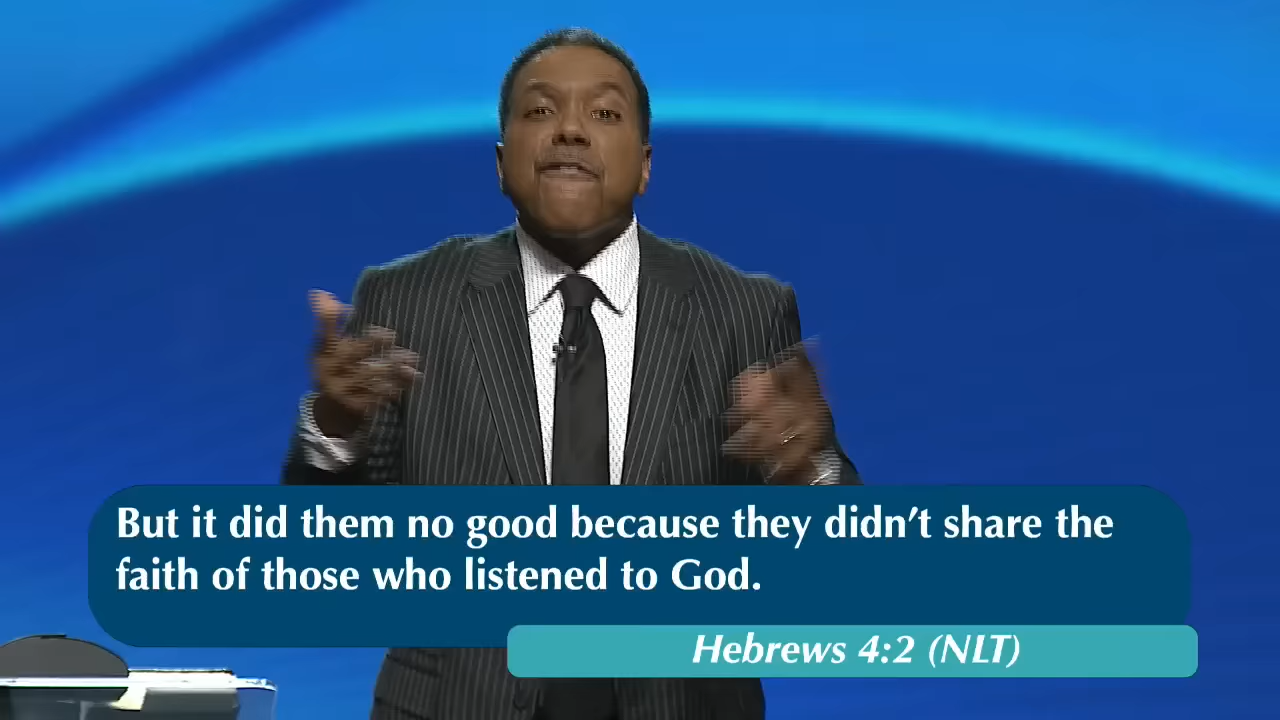 But it did them no good because they didn’t share the
faith of those who listened to God.
Hebrews 4:2 (NLT)